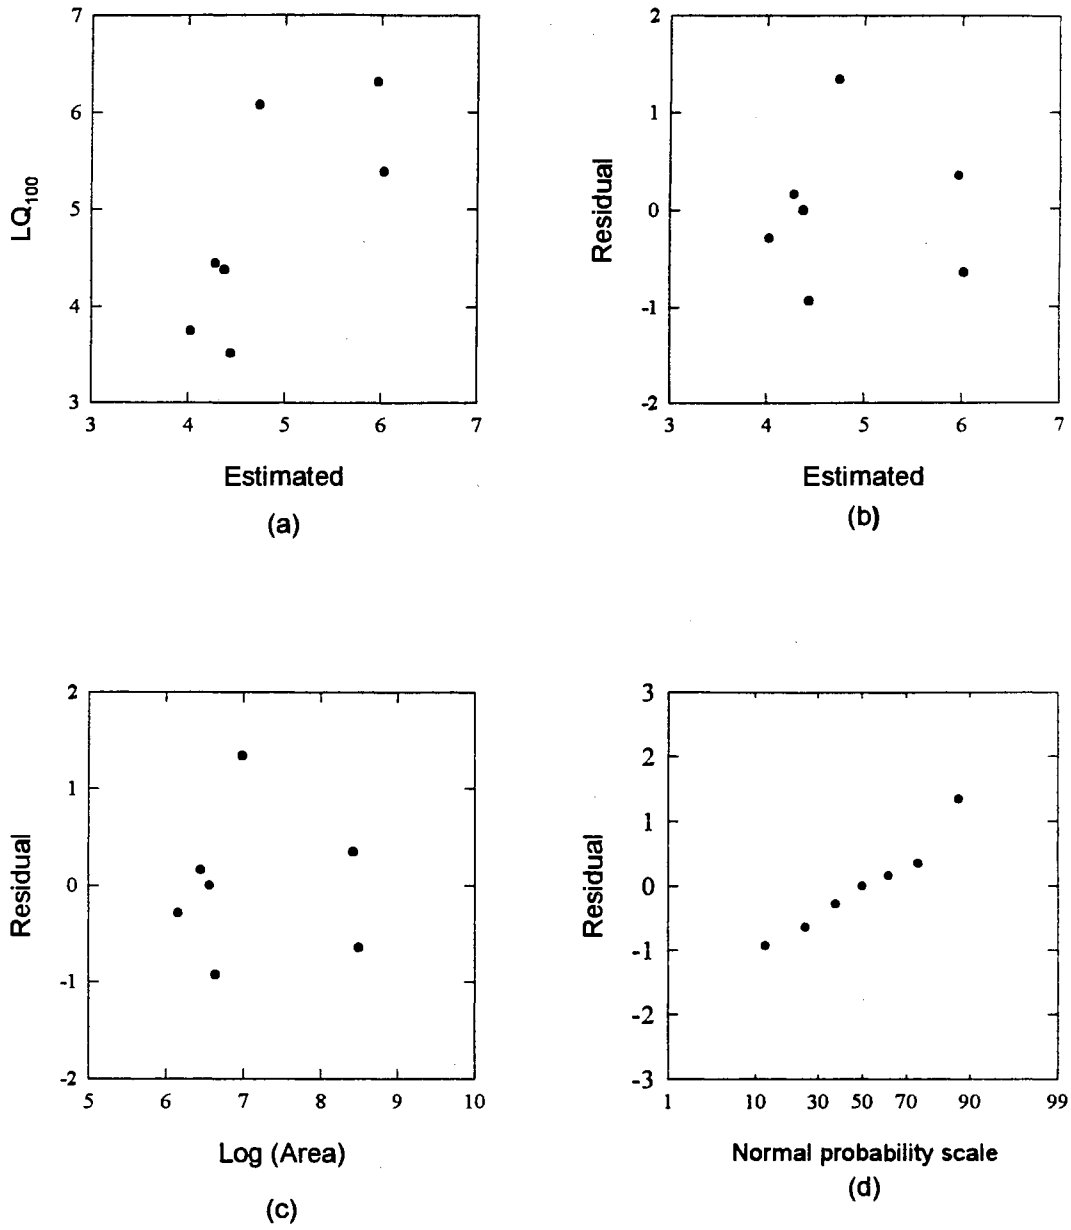 7
6
5
4
3
LQ100
3 4 5 6 7
Estimated
(a)
2
1
0
-1
-2
Residual
3 4 5 6 7
Estimated
(b)
2
1
0
-1
-2
Residual
5 6 7 8 9 10
Log (Area)
(c)
3
2
1
0
-1
-2
-3
Residual
1 10 30 50 70 90 99
Normal probability scale
(d)